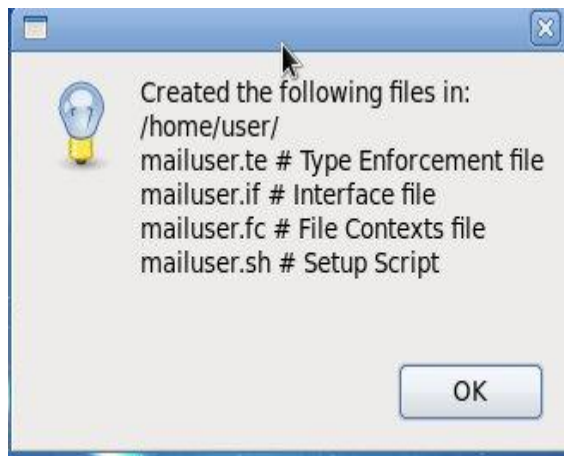 Created the following files in:
/home/user/
mailuser.te # Type Enforcement file
mailuser.if # Interface file
mailuser.fc # File Contexts file
mailuser.sh # Setup Script
OK